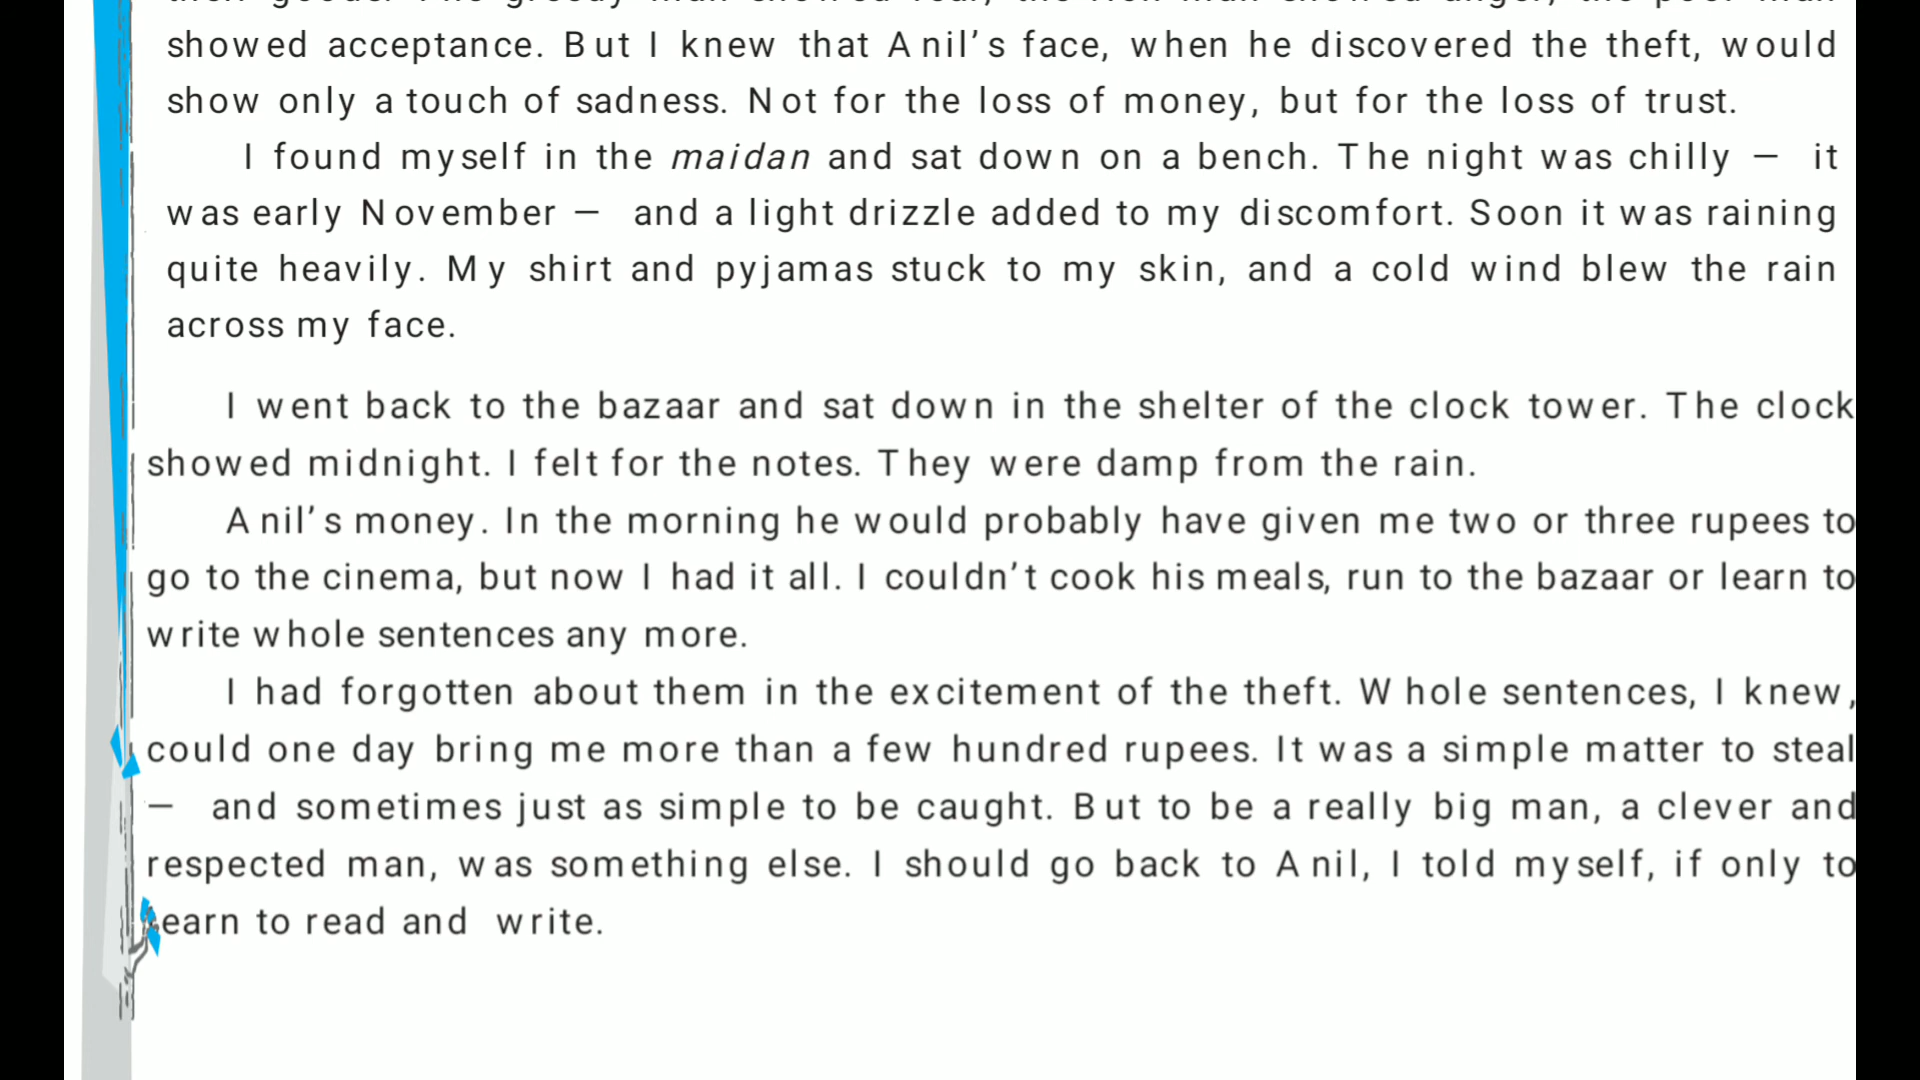 showed acceptance. But I knew that Anil’s face, when he discovered the theft, would
show only a touch of sadness. Not for the loss of money, but for the loss of trust.
I found myself in the maidan and sat down on a bench. The night was chilly — it
was early November — and a light drizzle added to my discomfort. Soon it was raining
quite heavily. My shirt and pyjamas stuck to my skin, and a cold wind blew the rain
across my face.
I went back to the bazaar and sat down in the shelter of the clock tower. The clock
showed midnight. I felt for the notes. They were damp from the rain.
Anil’s money. In the morning he would probably have given me two or three rupees to
go to the cinema, but now I had it all. I couldn’t cook his meals, run to the bazaar or learn to
write whole sentences any more.
I had forgotten about them in the excitement of the theft. Whole sentences, I knew,
could one day bring me more than a few hundred rupees. It was a simple matter to steal
— and sometimes just as simple to be caught. But to be a really big man, a clever and
respected man, was something else. I should go back to Anil, I told myself, if only to
learn to read and write.